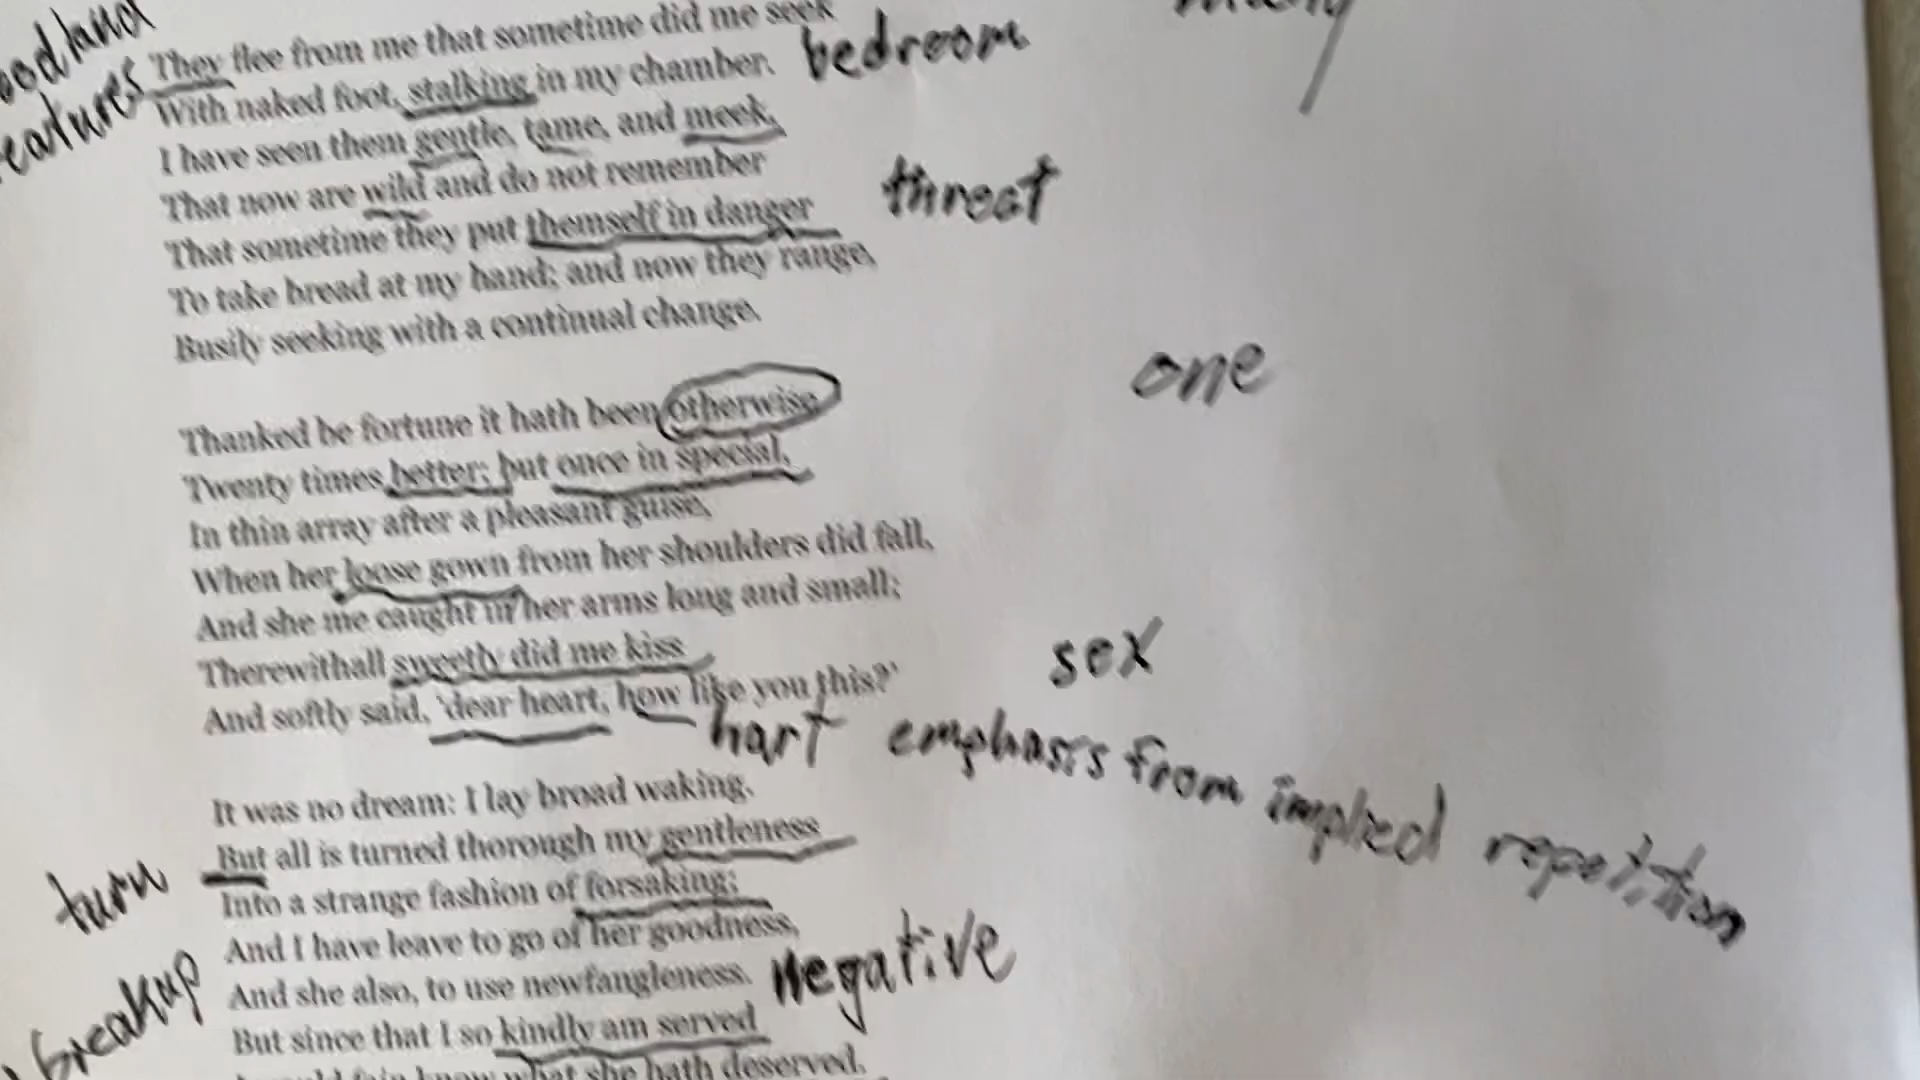 many
They flee from me that sometime did me seek
bedroom
With naked foot, stalking in my chamber.
I have seen them gentle, tame, and meek,
That now are wild and do not remember
threat
That sometime they put themself in danger
To take bread at my hand; and now they range,
Busily seeking with a continual change.
one
Thanked be fortune it hath been otherwise
Twenty times better; but once in special,
In thin array after a pleasant guise,
When her loose gown from her shoulders did fall,
And she me caught in her arms long and small;
Therewithall sweetly did me kiss
sex
And softly said, 'dear heart, how like you this?'
hart emphasis from implied repetition
It was no dream: I lay broad waking.
But all is turned thorough my gentleness
turn
Into a strange fashion of forsaking;
And I have leave to go of her goodness,
And she also, to use newfangleness.
negative
breakup
But since that I so kindly am served
fain know what she hath deserved.